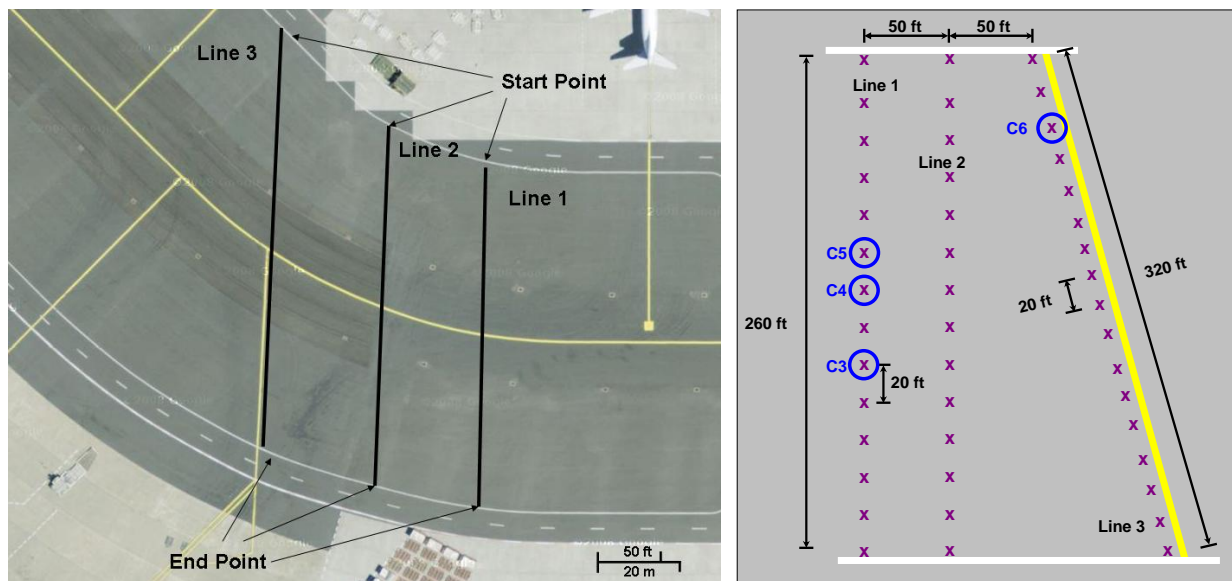 Line 3
Start Point
Line 2
Line 1
End Point
50 ft
20 m
50 ft
50 ft
Line 1
C6
Line 2
C5
C4
320 ft
20 ft
260 ft
C3
20 ft
Line 3